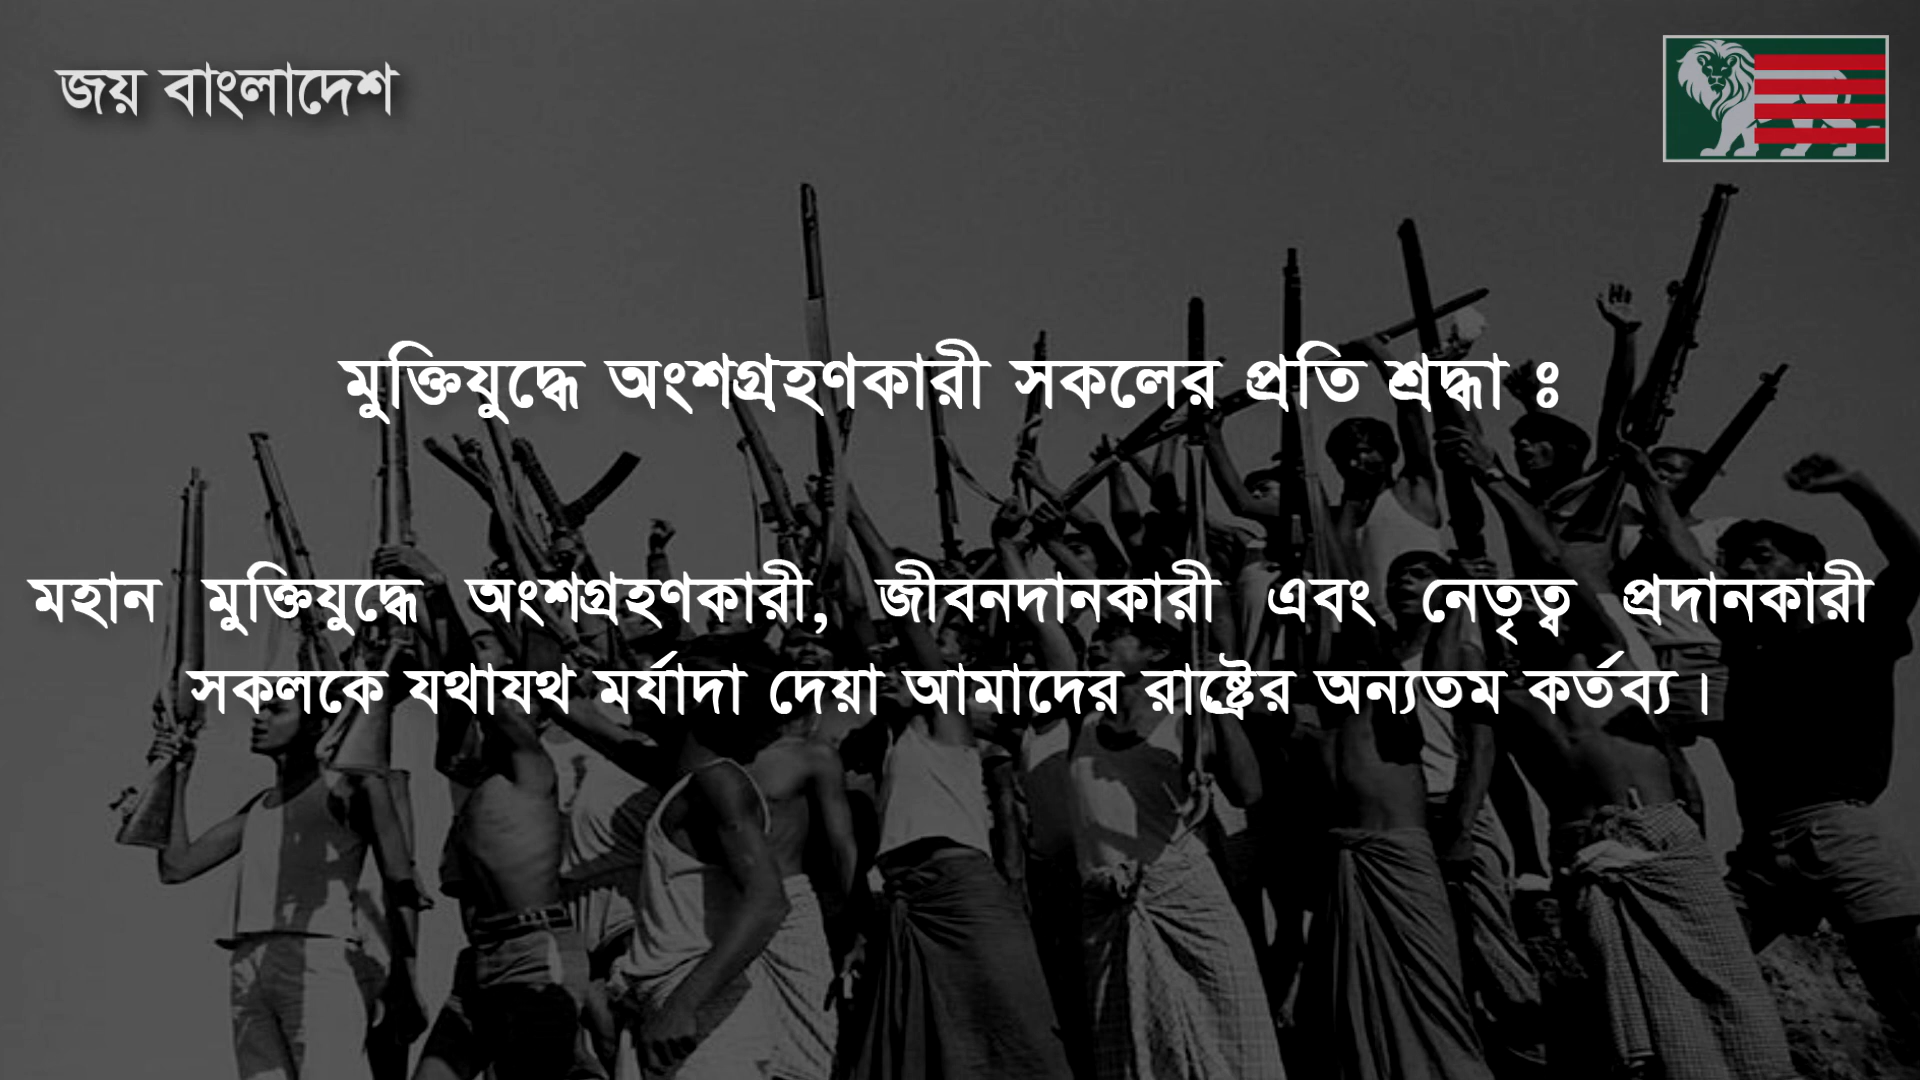 জয় বাংলাদেশ
মুক্তিযুদ্ধে অংশগ্রহণকারী সকলের প্রতি শ্রদ্ধা ঃ
মহান মুক্তিযুদ্ধে অংশগ্রহণকারী, জীবনদানকারী এবং নেতৃত্ব প্রদানকারী
সকলকে যথাযথ মর্যাদা দেয়া আমাদের রাষ্ট্রের অন্যতম কর্তব্য।